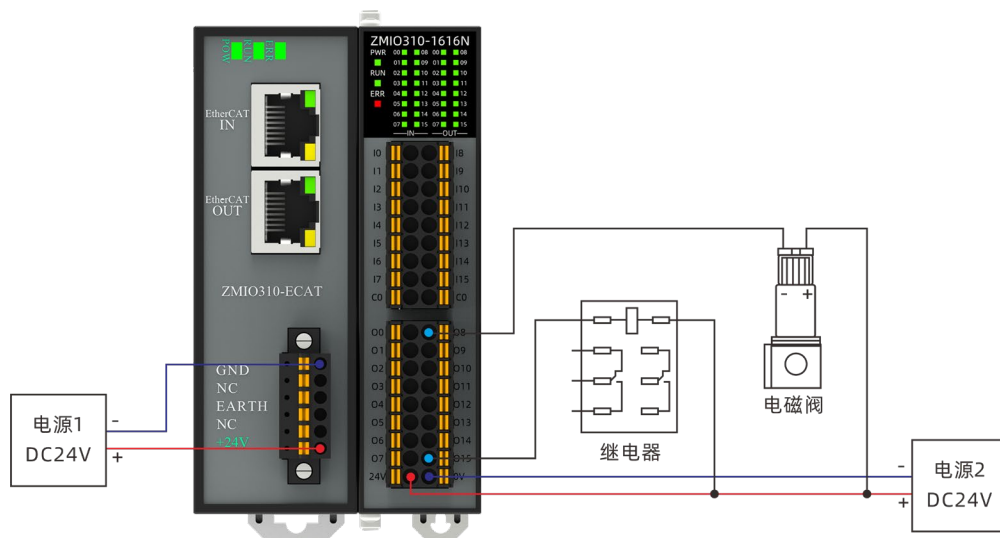 POW RUN ERR
EtherCAT
IN
EtherCAT
OUT
ZMIO310-ECAT
GND
NC
EARTH
NC
+24V
电源1
DC24V
-
+
ZMIO310-1616N
PWR
RUN
ERR
00 08 00 08
01 09 01 09
02 10 02 10
03 11 03 11
04 12 04 12
05 13 05 13
06 14 06 14
07 15 07 15
IN OUT
I0 I8
I1 I9
I2 I10
I3 I11
I4 I12
I5 I13
I6 I14
I7 I15
C0 C0
O0 O8
O1 O9
O2 O10
O3 O11
O4 O12
O5 O13
O6 O14
O7 O15
24V 0V
继电器
- +
电磁阀
-
+
电源2
DC24V